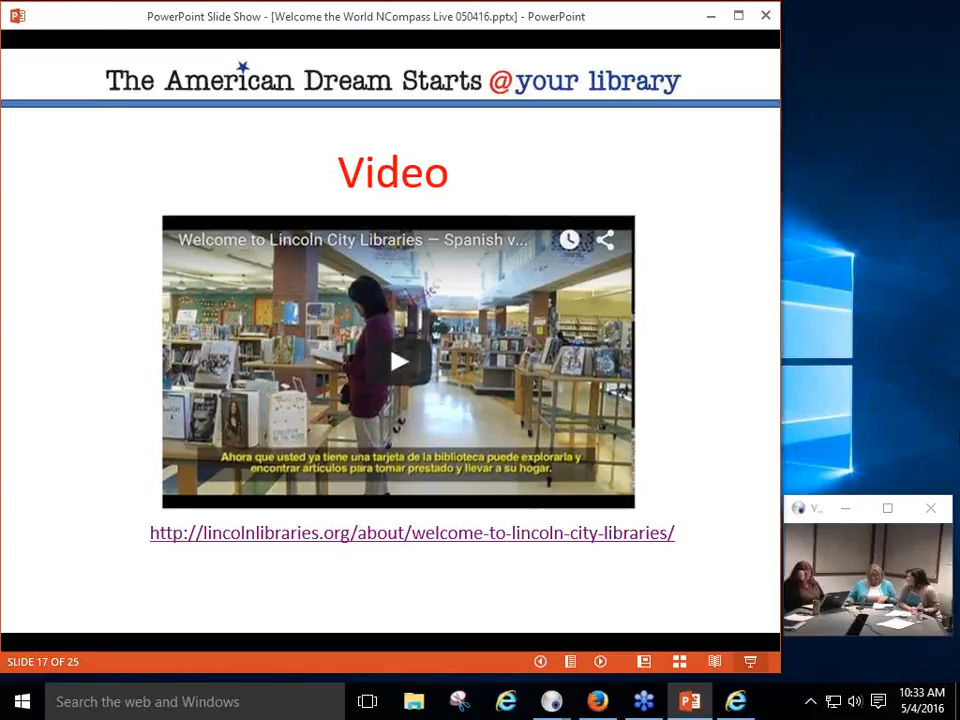 PowerPoint Slide Show - [Welcome the World NCompass Live 050416.pptx] - PowerPoint
The American Dream Starts @your library
Video
Welcome to Lincoln City Libraries — Spanish v...
Ahora que usted ya tiene una tarjeta de la biblioteca puede explorarla y
encontrar artículos para tomar prestado y llevar a su hogar.
http://lincolnlibraries.org/about/welcome-to-lincoln-city-libraries/
SLIDE 17 OF 25
Search the web and Windows
10:33 AM
5/4/2016